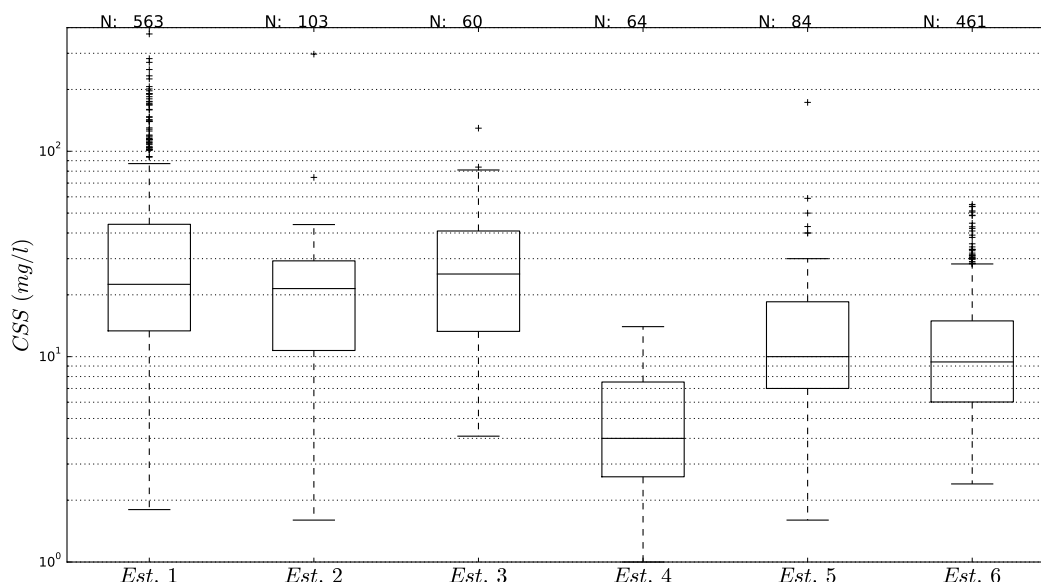 N: 563 N: 103 N: 60 N: 64 N: 84 N: 461
10²
CSS (mg/l)
10¹
10⁰
Est. 1 Est. 2 Est. 3 Est. 4 Est. 5 Est. 6